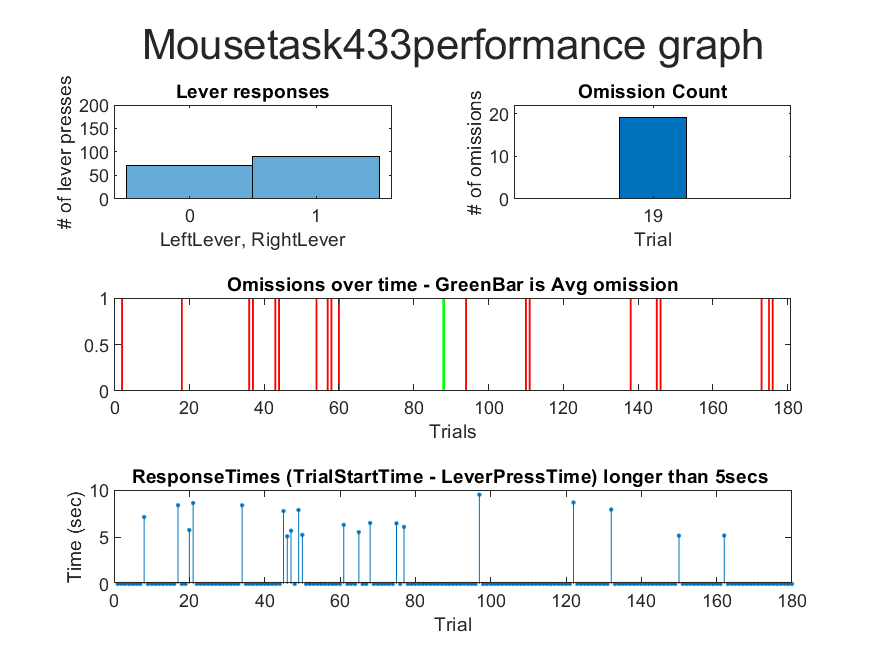 Mousetask433performance graph
Lever responses
# of lever presses
200
150
100
50
0
0 1
LeftLever, RightLever
Omission Count
# of omissions
20
10
0
19
Trial
Omissions over time - GreenBar is Avg omission
1
0.5
0
0 20 40 60 80 100 120 140 160 180
Trials
ResponseTimes (TrialStartTime - LeverPressTime) longer than 5secs
Time (sec)
10
5
0
0 20 40 60 80 100 120 140 160 180
Trial